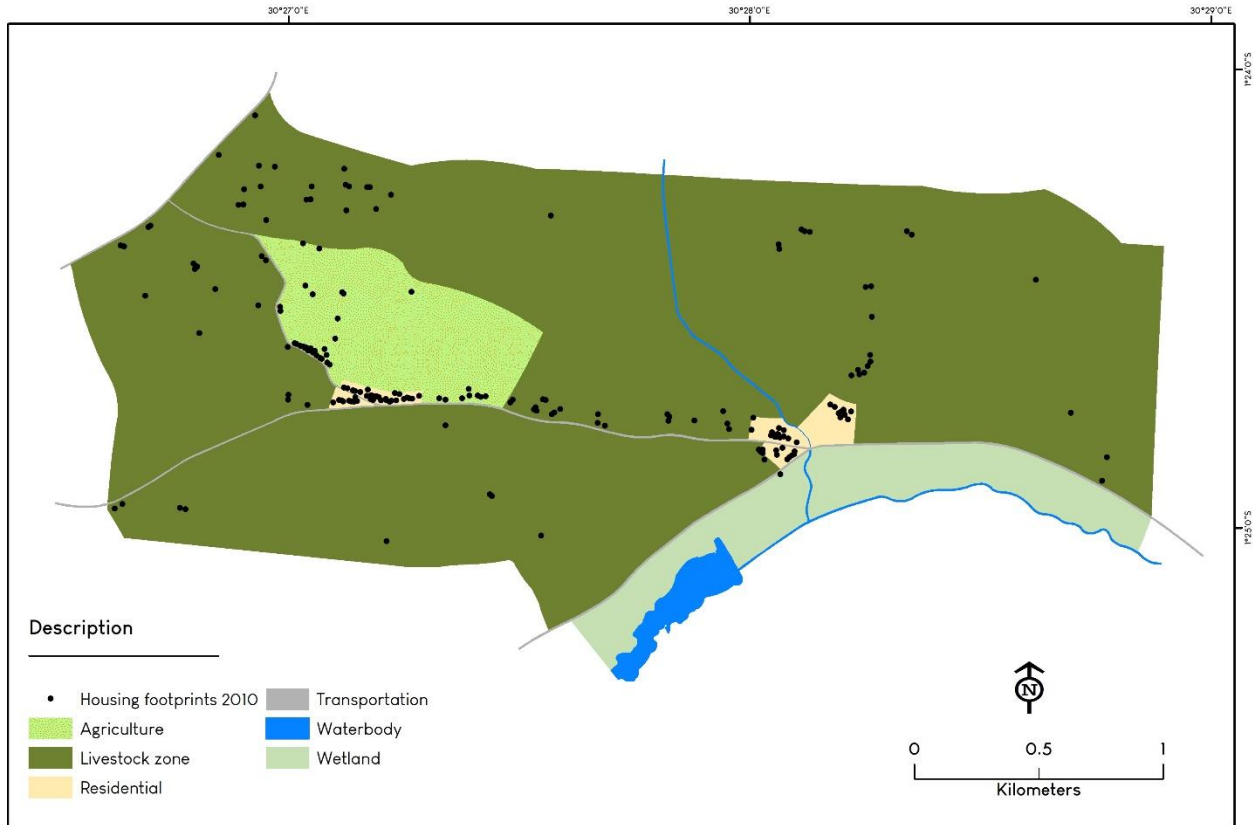 30°27'0"E
30°28'0"E
30°29'0"E
1°24'0"S
1°25'0"S
Description
Housing footprints 2010
Agriculture
Livestock zone
Residential
Transportation
Waterbody
Wetland
N
0 0.5 1
Kilometers